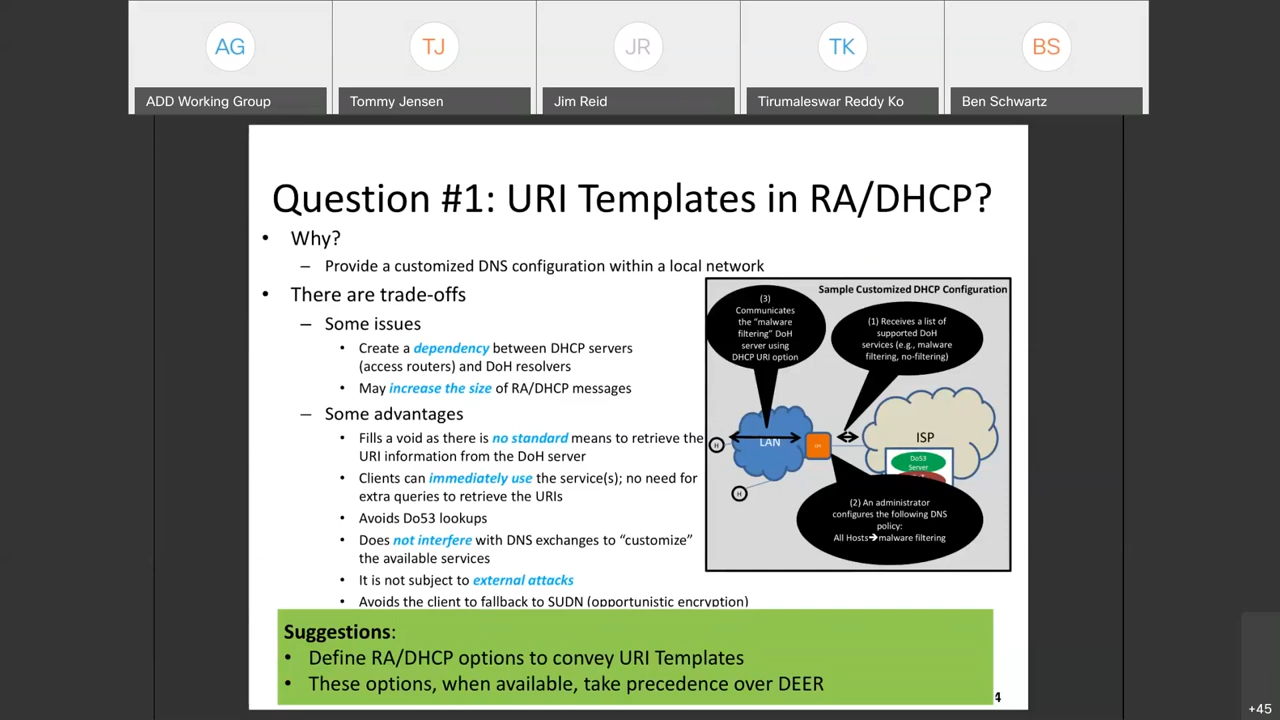 AG
TJ
JR
TK
BS
ADD Working Group
Tommy Jensen
Jim Reid
Tirumaleswar Reddy Ko
Ben Schwartz
Question #1: URI Templates in RA/DHCP?
• Why?
– Provide a customized DNS configuration within a local network
• There are trade-offs
– Some issues
• Create a dependency between DHCP servers
(access routers) and DoH resolvers
• May increase the size of RA/DHCP messages
– Some advantages
• Fills a void as there is no standard means to retrieve the
URI information from the DoH server
• Clients can immediately use the service(s); no need for
extra queries to retrieve the URIs
• Avoids Do53 lookups
• Does not interfere with DNS exchanges to “customize”
the available services
• It is not subject to external attacks
• Avoids the client to fallback to SUDN (opportunistic encryption)
Sample Customized DHCP Configuration
(3)
Communicates
the “malware
filtering” DoH
server using
DHCP URI option
(1) Receives a list of
supported DoH
services (e.g., malware
filtering, no-filtering)
H
LAN
ISP
Do53
Server
H
(2) An administrator
configures the following DNS
policy:
All Hosts➔malware filtering
Suggestions:
• Define RA/DHCP options to convey URI Templates
• These options, when available, take precedence over DEER
4
+45